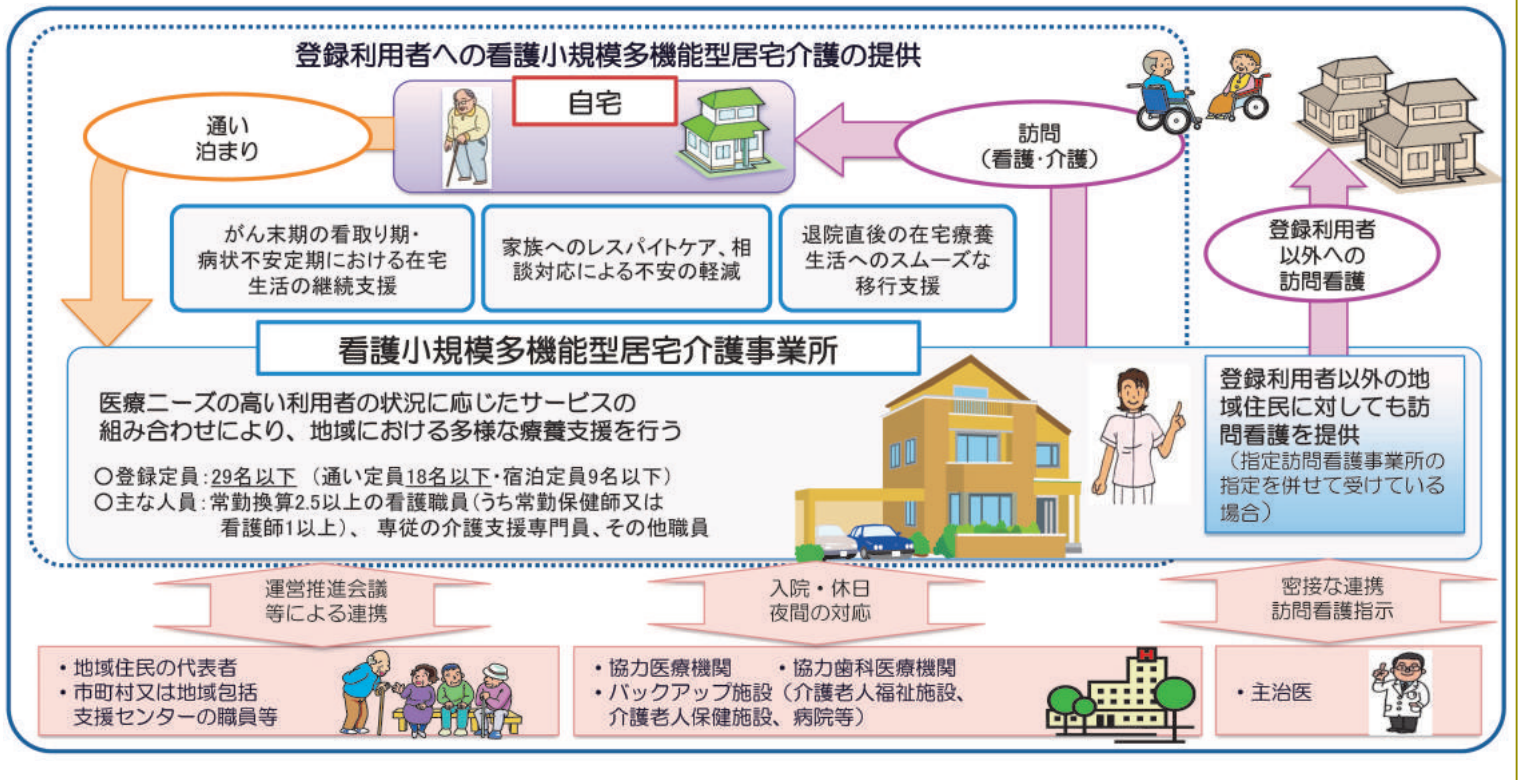 登録利用者への看護小規模多機能型居宅介護の提供
自宅
通い
泊まり
訪問
（看護・介護）
登録利用者
以外への
訪問看護
がん末期の看取り期・
病状不安定期における在宅
生活の継続支援
家族へのレスパイトケア、相
談対応による不安の軽減
退院直後の在宅療養
生活へのスムーズな
移行支援
看護小規模多機能型居宅介護事業所
医療ニーズの高い利用者の状況に応じたサービスの
組み合わせにより、地域における多様な療養支援を行う
○登録定員：29名以下 （通い定員18名以下・宿泊定員9名以下）
○主な人員：常勤換算2.5以上の看護職員（うち常勤保健師又は
看護師1以上）、 専従の介護支援専門員、その他職員
登録利用者以外の地
域住民に対しても訪
問看護を提供
（指定訪問看護事業所の
指定を併せて受けている
場合）
運営推進会議
等による連携
入院・休日
夜間の対応
密接な連携
訪問看護指示
・地域住民の代表者
・市町村又は地域包括
支援センターの職員等
・協力医療機関 ・協力歯科医療機関
・バックアップ施設（介護老人福祉施設、
介護老人保健施設、病院等）
H
・主治医